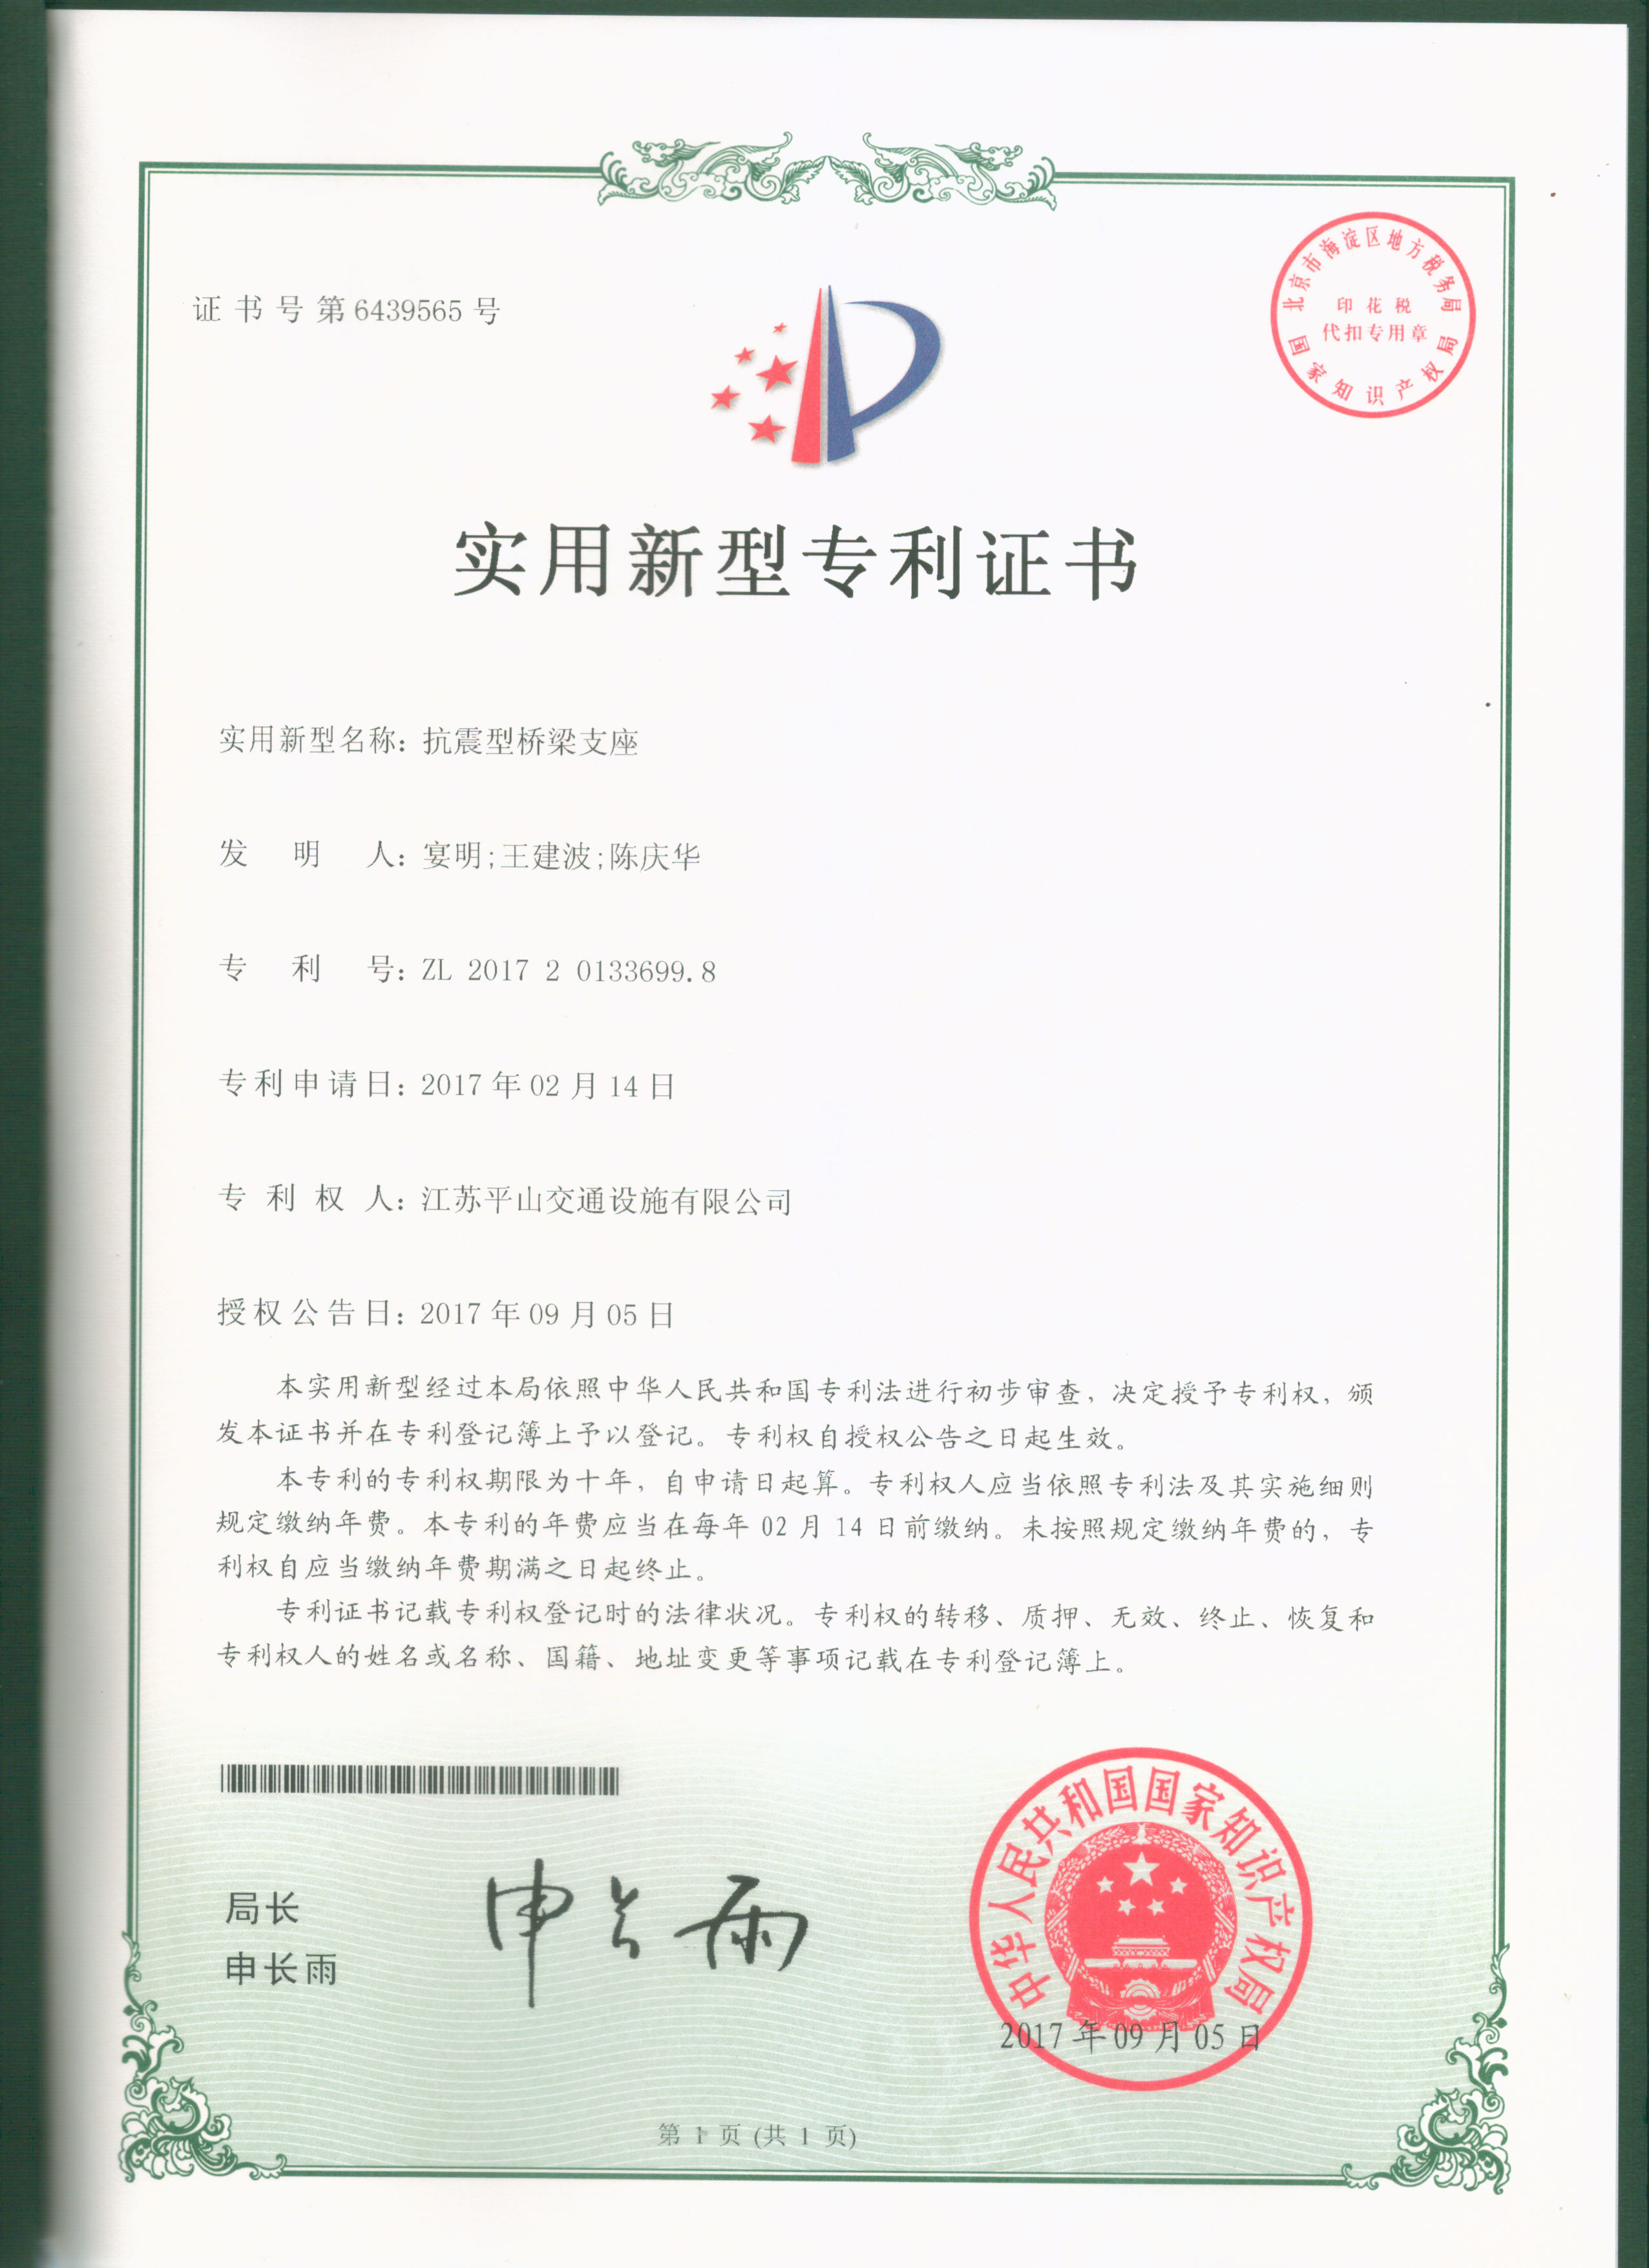 证书号第6439565号
北京市海淀区地方税务局
印花税
代扣专用章
国家知识产权局
实用新型专利证书
实用新型名称：抗震型桥梁支座
发明人：宴明;王建波;陈庆华
专利号：ZL 2017 2 0133699.8
专利申请日：2017年02月14日
专利权人：江苏平山交通设施有限公司
授权公告日：2017年09月05日
本实用新型经过本局依照中华人民共和国专利法进行初步审查，决定授予专利权，颁
发本证书并在专利登记簿上予以登记。专利权自授权公告之日起生效。
本专利的专利权期限为十年，自申请日起算。专利权人应当依照专利法及其实施细则
规定缴纳年费。本专利的年费应当在每年02月14日前缴纳。未按照规定缴纳年费的，专
利权自应当缴纳年费期满之日起终止。
专利证书记载专利权登记时的法律状况。专利权的转移、质押、无效、终止、恢复和
专利权人的姓名或名称、国籍、地址变更等事项记载在专利登记簿上。
局长
申长雨
申长雨
中华人民共和国国家知识产权局
2017年09月05日
第 1 页 (共 1 页)